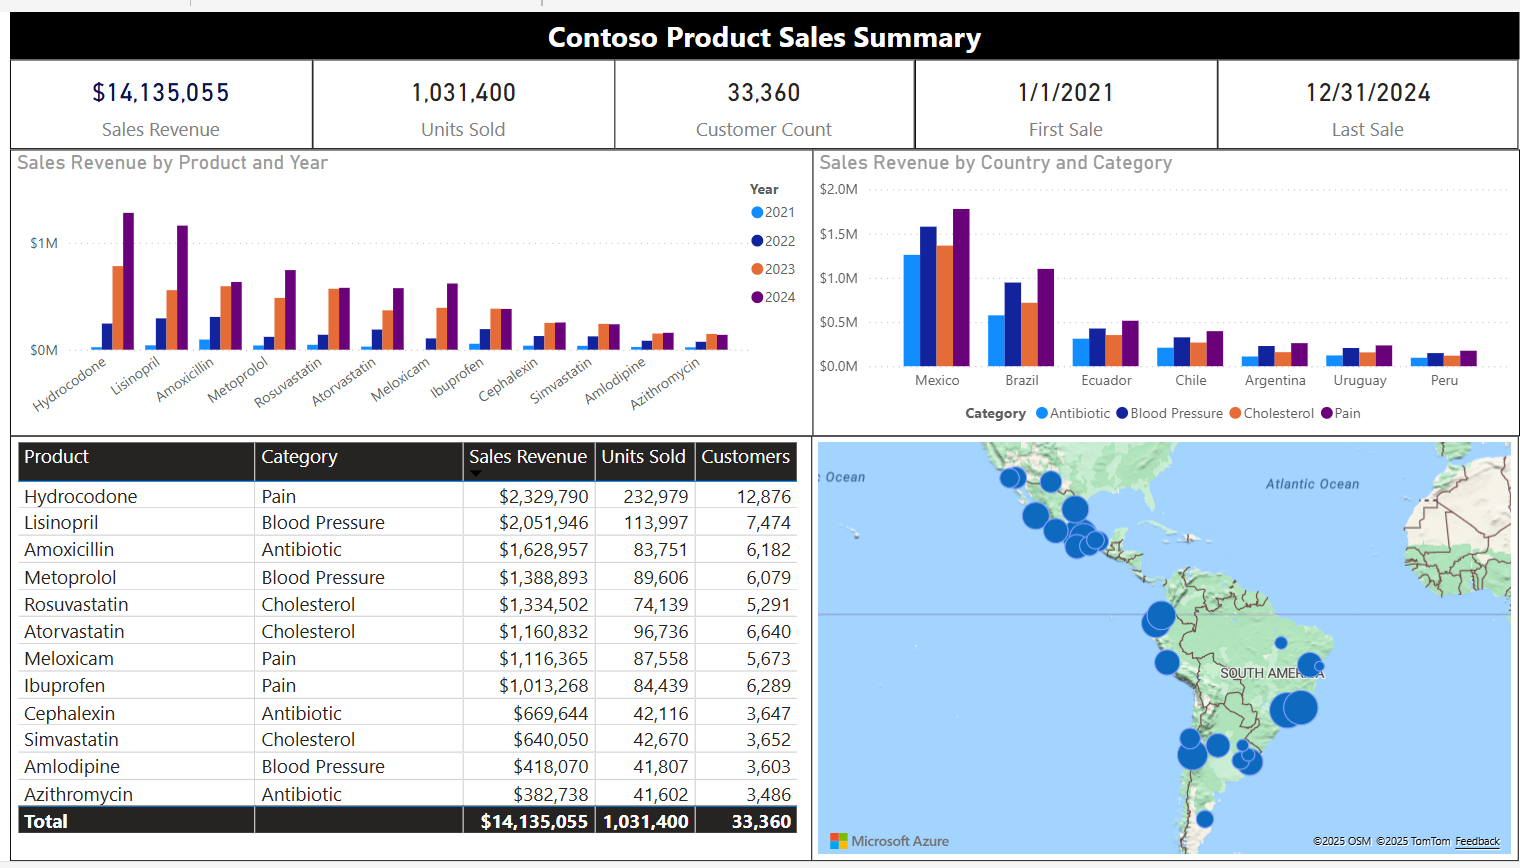 Contoso Product Sales Summary
$14,135,055
Sales Revenue
1,031,400
Units Sold
33,360
Customer Count
1/1/2021
First Sale
12/31/2024
Last Sale
Sales Revenue by Product and Year
$1M
$0M
Hydrocodone
Lisinopril
Amoxicillin
Metoprolol
Rosuvastatin
Atorvastatin
Meloxicam
Ibuprofen
Cephalexin
Simvastatin
Amlodipine
Azithromycin
Year
2021
2022
2023
2024
Sales Revenue by Country and Category
$2.0M
$1.5M
$1.0M
$0.5M
$0.0M
Mexico Brazil Ecuador Chile Argentina Uruguay Peru
Category Antibiotic Blood Pressure Cholesterol Pain
Product Category Sales Revenue Units Sold Customers
Hydrocodone Pain $2,329,790 232,979 12,876
Lisinopril Blood Pressure $2,051,946 113,997 7,474
Amoxicillin Antibiotic $1,628,957 83,751 6,182
Metoprolol Blood Pressure $1,388,893 89,606 6,079
Rosuvastatin Cholesterol $1,334,502 74,139 5,291
Atorvastatin Cholesterol $1,160,832 96,736 6,640
Meloxicam Pain $1,116,365 87,558 5,673
Ibuprofen Pain $1,013,268 84,439 6,289
Cephalexin Antibiotic $669,644 42,116 3,647
Simvastatin Cholesterol $640,050 42,670 3,652
Amlodipine Blood Pressure $418,070 41,807 3,603
Azithromycin Antibiotic $382,738 41,602 3,486
Total $14,135,055 1,031,400 33,360
Ocean
Atlantic Ocean
SOUTH AMERICA
Microsoft Azure
©2025 OSM ©2025 TomTom Feedback